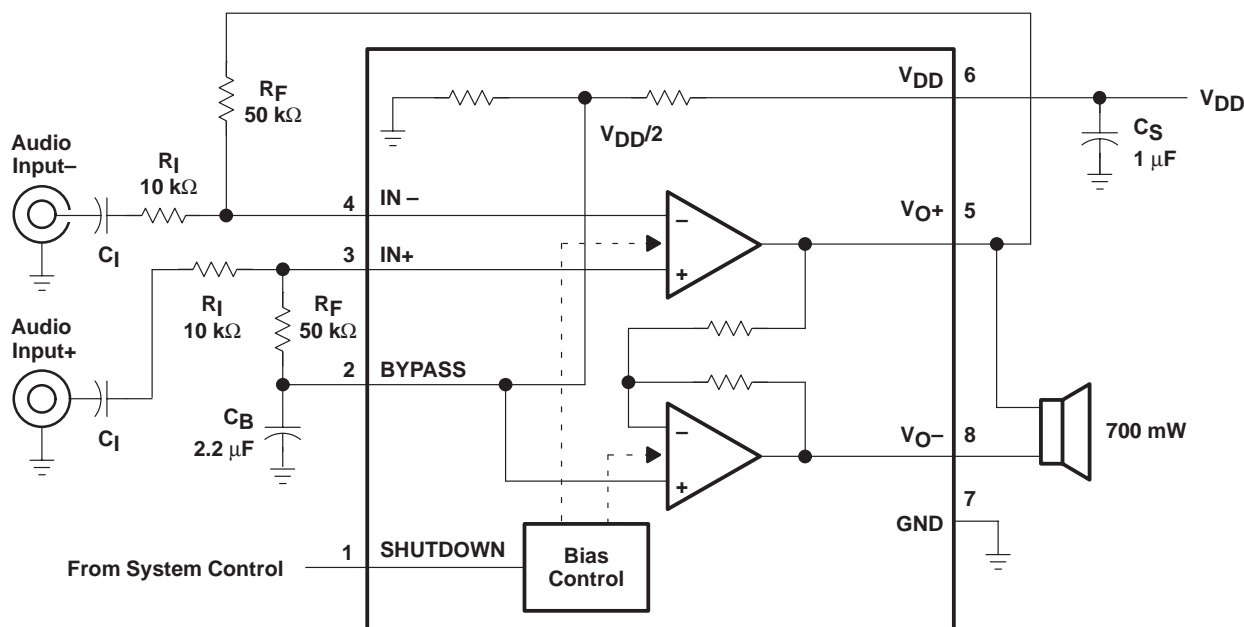 VDD
6
RF
50 kΩ
VDD
VDD/2
CS
1 µF
Audio
Input–
RI
10 kΩ
CI
4
IN –
VO+
5
–
+
3
IN+
RI
10 kΩ
RF
50 kΩ
Audio
Input+
CI
2
BYPASS
CB
2.2 µF
–
+
VO–
8
700 mW
7
GND
1
SHUTDOWN
From System Control
Bias
Control